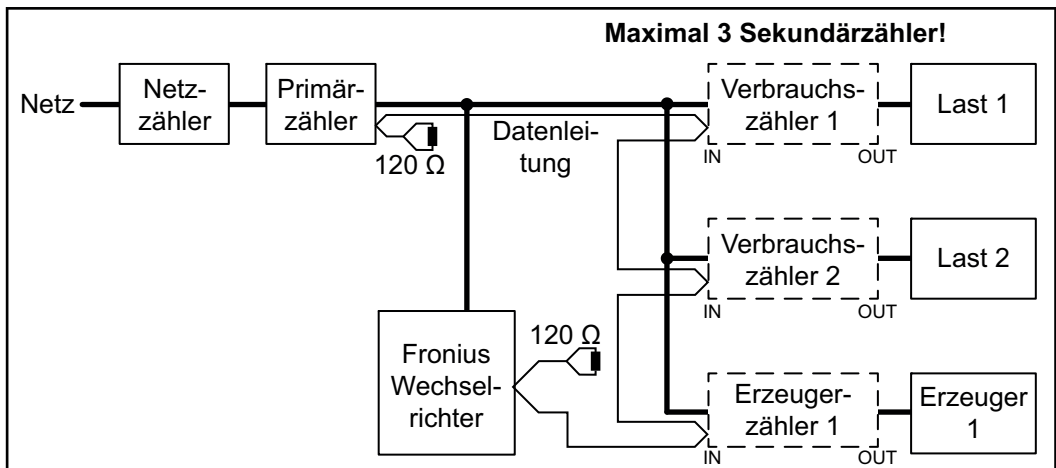 Maximal 3 Sekundärzähler!
Netz
Netz-
zähler
Primär-
zähler
120 Ω
Datenlei-
tung
Verbrauchs-
zähler 1
IN
OUT
Last 1
Verbrauchs-
zähler 2
IN
OUT
Last 2
Fronius
Wechsel-
richter
120 Ω
Erzeuger-
zähler 1
IN
OUT
Erzeuger
1